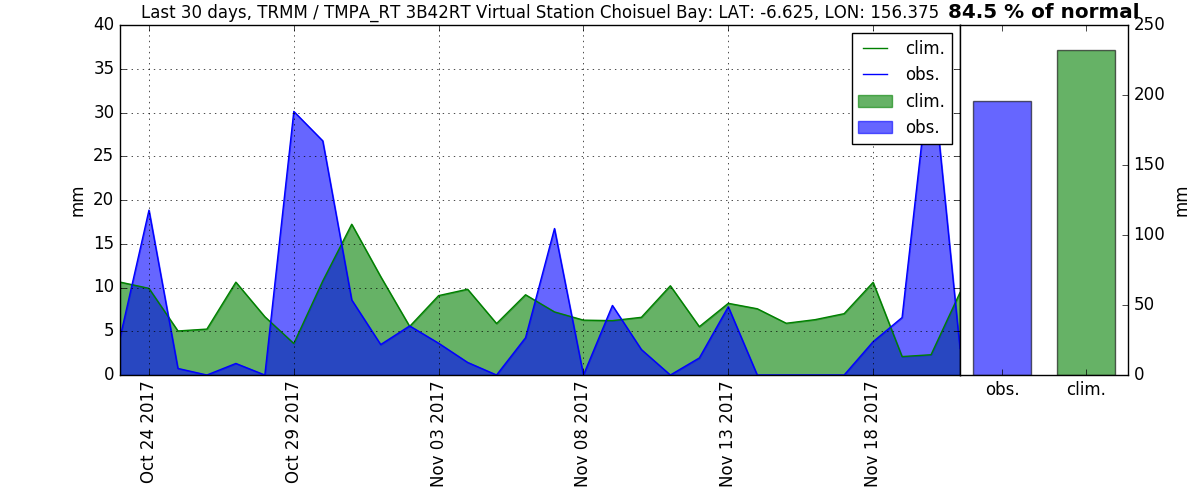 Last 30 days, TRMM / TMPA_RT 3B42RT Virtual Station Choisuel Bay: LAT: -6.625, LON: 156.375
84.5 % of normal
clim.
obs.
clim.
obs.
40
35
30
25
20
15
10
5
0
mm
Oct 24 2017
Oct 29 2017
Nov 03 2017
Nov 08 2017
Nov 13 2017
Nov 18 2017
250
200
150
100
50
0
mm
obs.
clim.